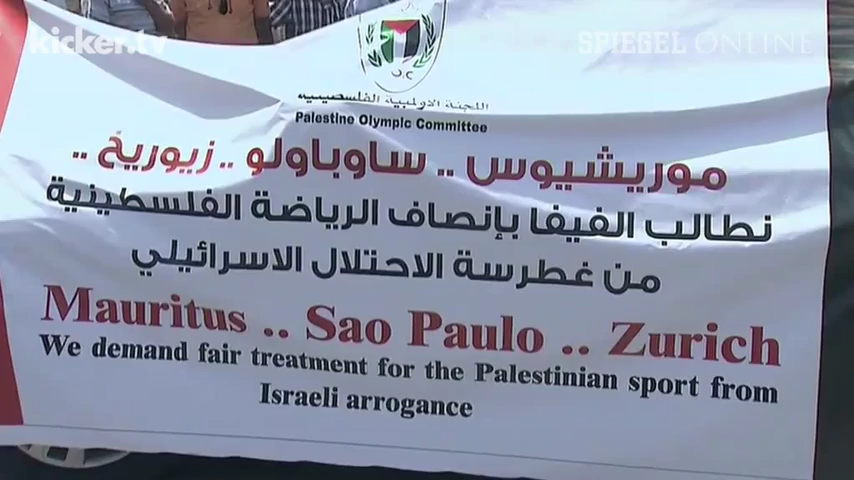 kicker.tv
SPIEGEL ONLINE
اللجنة الاولمبية الفلسطينية
Palestine Olympic Committee
موريشيوس .. ساوباولو .. زيوريخ ..
نطالب الفيفا بإنصاف الرياضة الفلسطينية
من غطرسة الاحتلال الاسرائيلي
Mauritus .. Sao Paulo .. Zurich
We demand fair treatment for the Palestinian sport from
Israeli arrogance